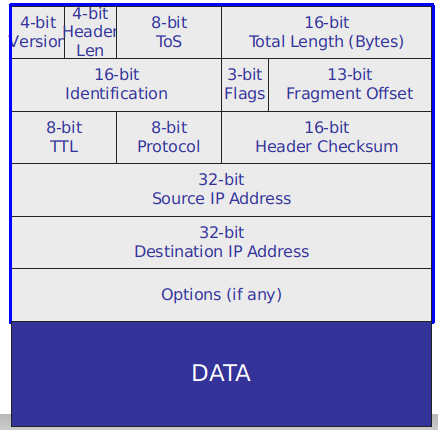 4-bit
Version
4-bit
Header
Len
8-bit
ToS
16-bit
Total Length (Bytes)
16-bit
Identification
3-bit
Flags
13-bit
Fragment Offset
8-bit
TTL
8-bit
Protocol
16-bit
Header Checksum
32-bit
Source IP Address
32-bit
Destination IP Address
Options (if any)
DATA